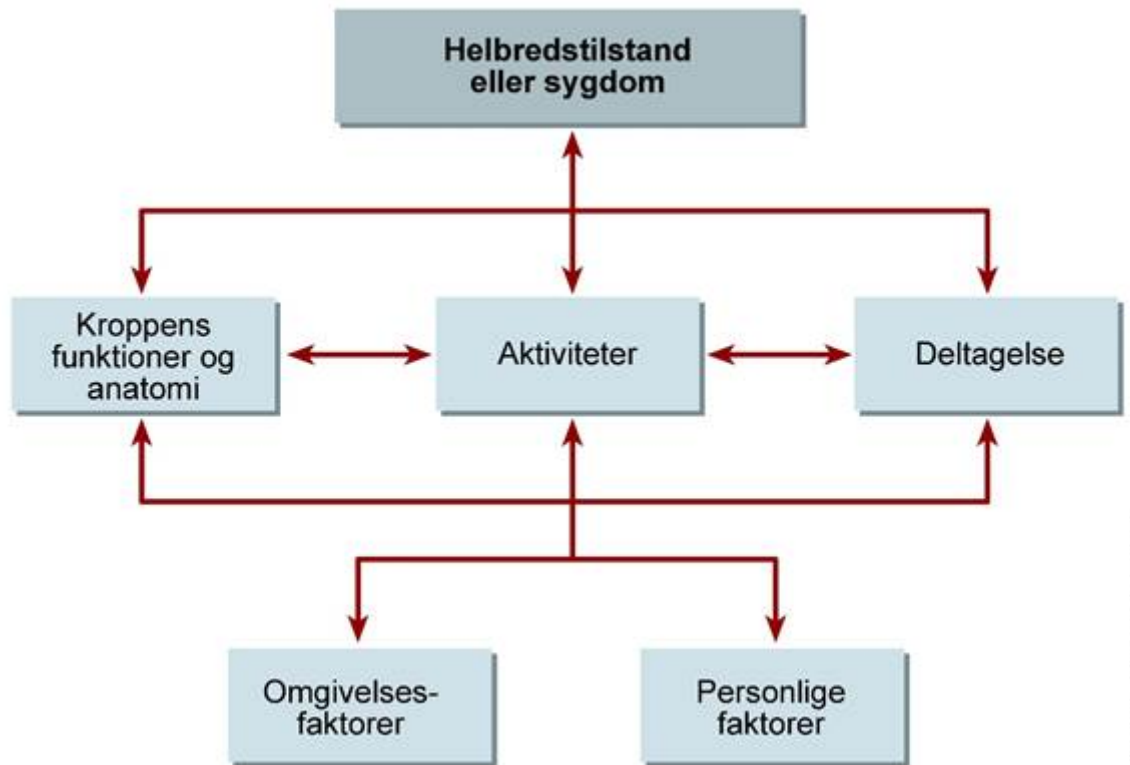 Helbredstilstand
eller sygdom
Kroppens
funktioner og
anatomi
Aktiviteter
Deltagelse
Omgivelses-
faktorer
Personlige
faktorer